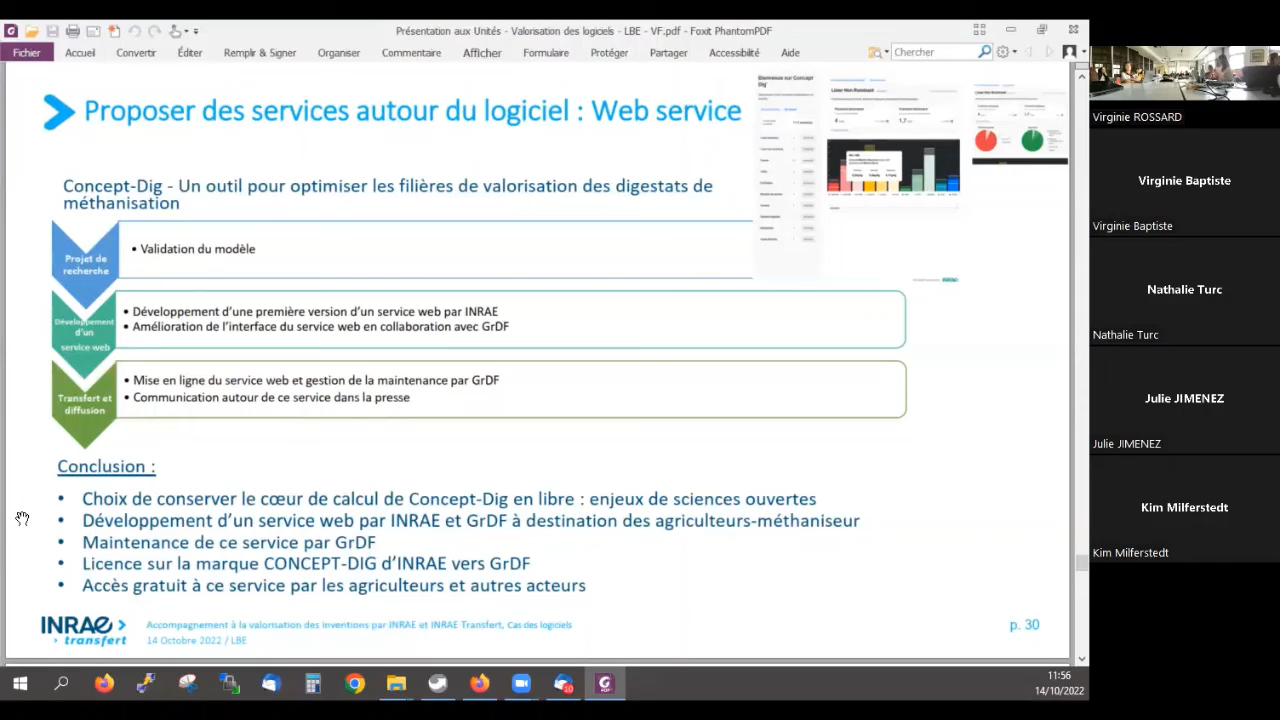 Présentation aux Unités - Valorisation des logiciels - LBE - VF.pdf - Foxit PhantomPDF
Fichier
Accueil
Convertir
Éditer
Remplir & Signer
Organiser
Commentaire
Afficher
Formulaire
Protéger
Partager
Accessibilité
Aide
Chercher
Proposer des services autour du logiciel : Web service
Bienvenue sur Concept
Dig'
Concept-Dig - Un outil pour optimiser les filières de valorisation des digestats de
méthanisation
Projet de
recherche
• Validation du modèle
Développement
d'un
service web
• Développement d'une première version d'un service web par INRAE
• Amélioration de l'interface du service web en collaboration avec GrDF
Transfert et
diffusion
• Mise en ligne du service web et gestion de la maintenance par GrDF
• Communication autour de ce service dans la presse
Conclusion :
• Choix de conserver le cœur de calcul de Concept-Dig en libre : enjeux de sciences ouvertes
• Développement d'un service web par INRAE et GrDF à destination des agriculteurs-méthaniseur
• Maintenance de ce service par GrDF
• Licence sur la marque CONCEPT-DIG d'INRAE vers GrDF
• Accès gratuit à ce service par les agriculteurs et autres acteurs
INRAE
transfert
Accompagnement à la valorisation des inventions par INRAE et INRAE Transfert, Cas des logiciels
14 Octobre 2022 / LBE
p. 30
11:56
14/10/2022
10
Virginie ROSSARD
Virginie Baptiste
Virginie Baptiste
Nathalie Turc
Nathalie Turc
Julie JIMENEZ
Julie JIMENEZ
Kim Milferstedt
Kim Milferstedt